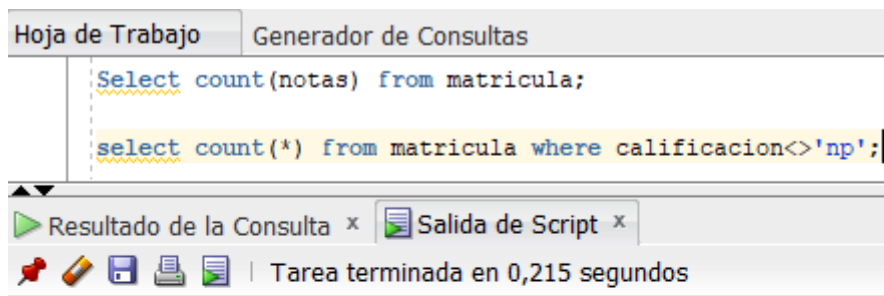 Hoja de Trabajo Generador de Consultas
Select count(notas) from matricula;
select count(*) from matricula where calificacion<>'np';
Resultado de la Consulta x Salida de Script x
Tarea terminada en 0,215 segundos